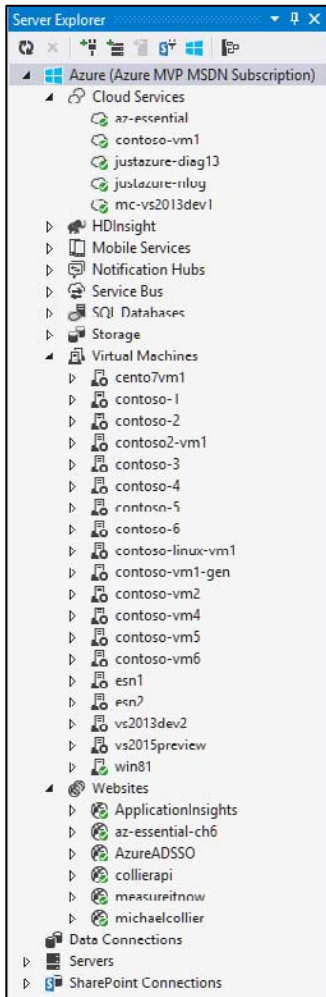 Server Explorer
Azure (Azure MVP MSDN Subscription)
Cloud Services
az-essential
contoso-vm1
justazure-diag13
justazure-nlog
mc-vs2013dev1
HDInsight
Mobile Services
Notification Hubs
Service Bus
SQL Databases
Storage
Virtual Machines
cento7vm1
contoso-1
contoso-2
contoso2-vm1
contoso-3
contoso-4
contoso-5
contoso-6
contoso-linux-vm1
contoso-vm1-gen
contoso-vm2
contoso-vm4
contoso-vm5
contoso-vm6
esn1
esn2
vs2013dev2
vs2015preview
win81
Websites
ApplicationInsights
az-essential-ch6
AzureADSSO
collierapi
measureitnow
michaelcollier
Data Connections
Servers
SharePoint Connections